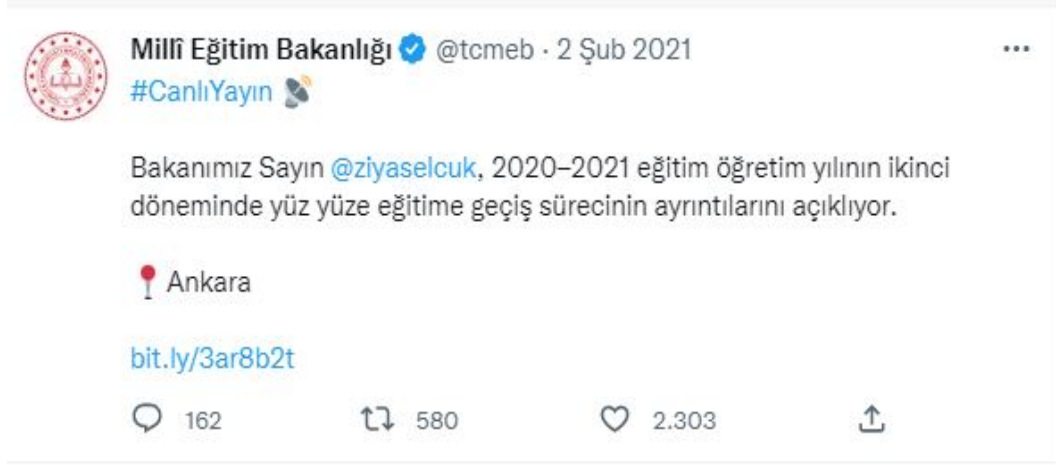 Millî Eğitim Bakanlığı @tcmeb · 2 Şub 2021
#CanlıYayın
Bakanımız Sayın @ziyaselcuk, 2020–2021 eğitim öğretim yılının ikinci
döneminde yüz yüze eğitime geçiş sürecinin ayrıntılarını açıklıyor.
Ankara
bit.ly/3ar8b2t
162 580 2.303